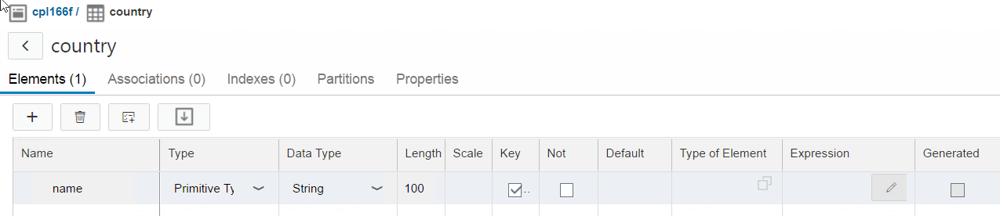 cpl166f / country
country
Elements (1) Associations (0) Indexes (0) Partitions Properties
Name Type Data Type Length Scale Key Not Default Type of Element Expression Generated
name Primitive Ty String 100 ..